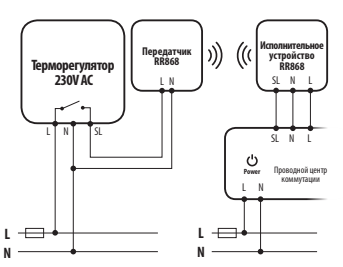 Терморегулятор
230V AC
L N SL
Передатчик
RR868
L N
Исполнительное
устройство
RR868
SL N L
SL N L
Power
Проводной центр
коммутации
L N
L
N
L
N